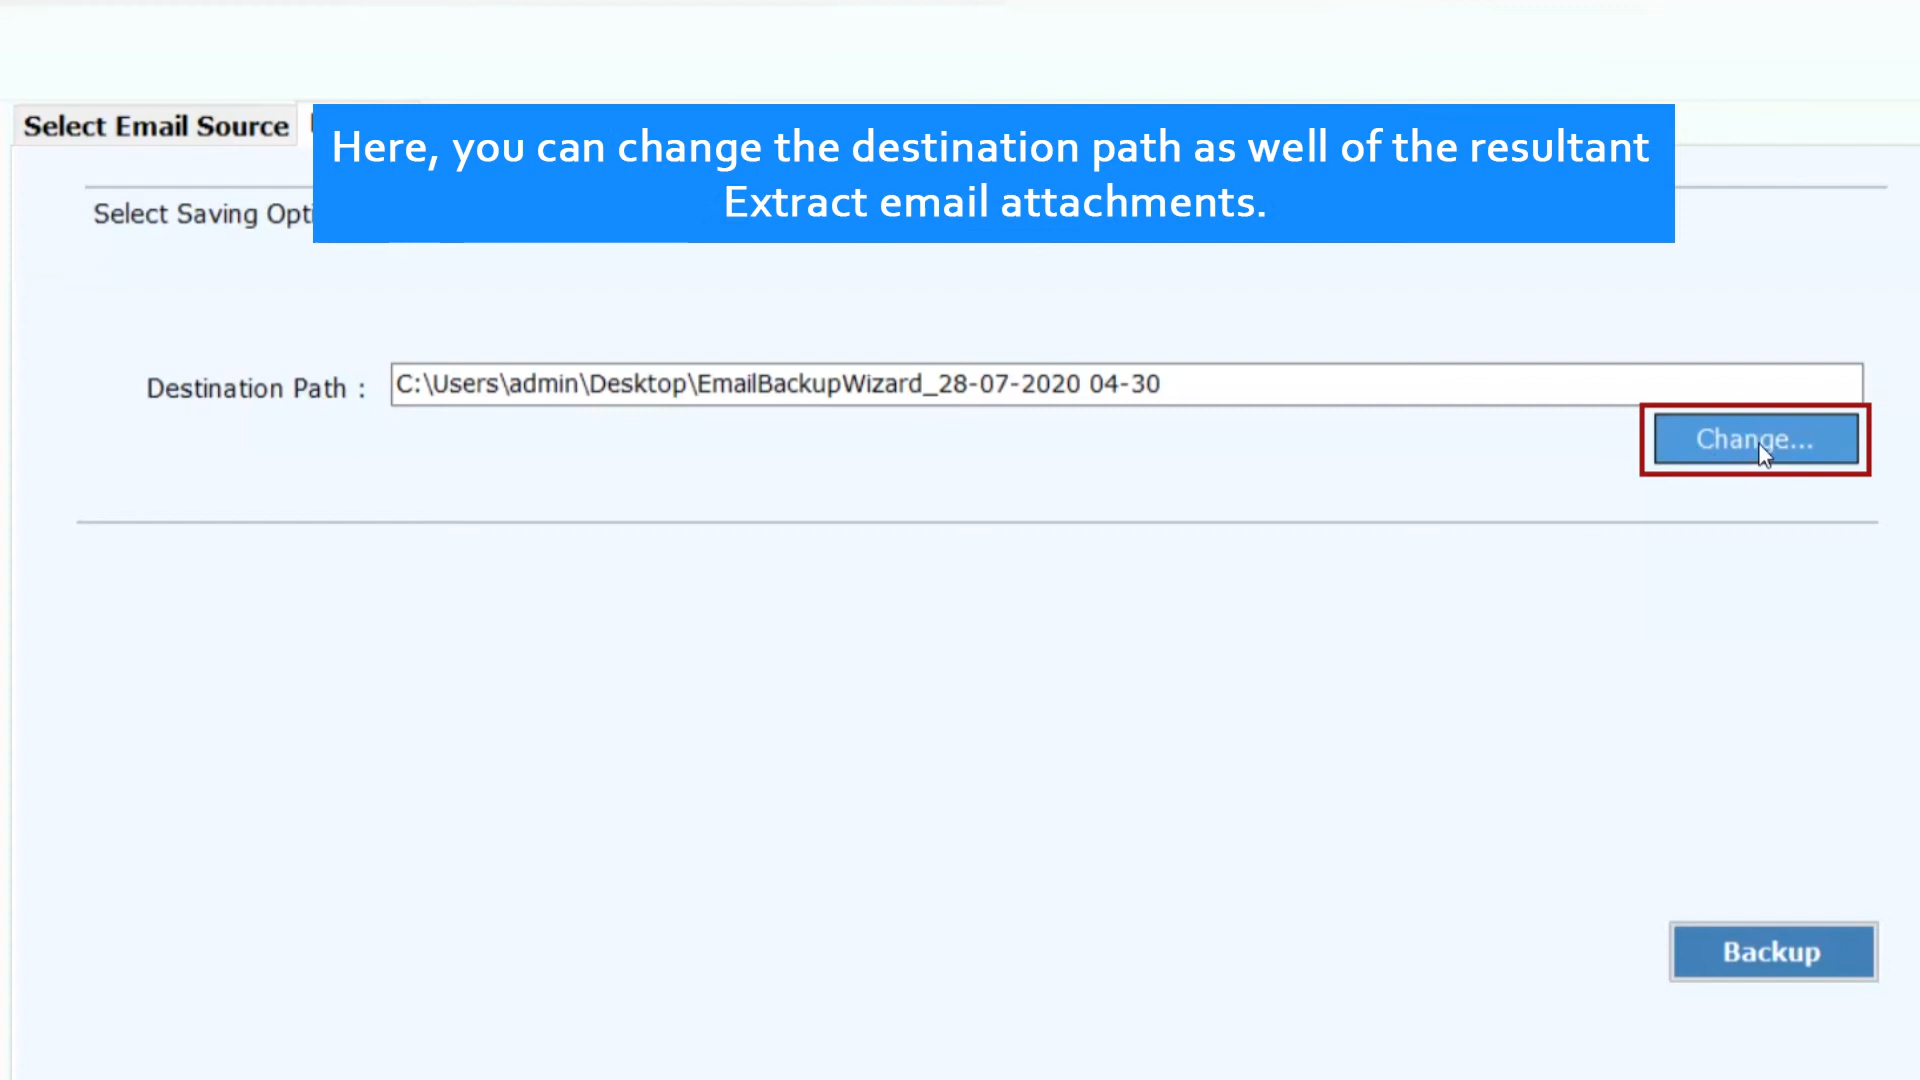 Select Email Source
Here, you can change the destination path as well of the resultant
Extract email attachments.
Select Saving
Destination Path : C:\Users\admin\Desktop\EmailBackupWizard_28-07-2020 04-30
Change...
Backup